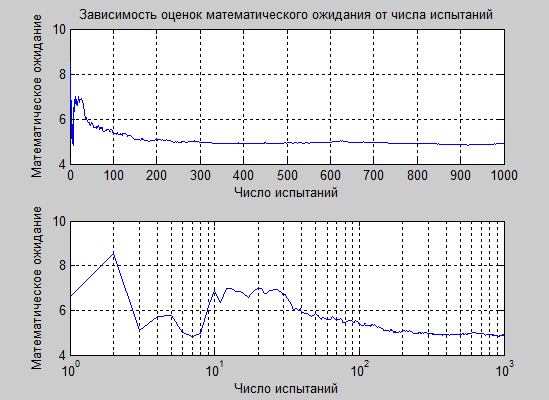 Зависимость оценок математического ожидания от числа испытаний
Математическое ожидание
10
8
6
4
0 100 200 300 400 500 600 700 800 900 1000
Число испытаний
Математическое ожидание
10
8
6
4
10^0 10^1 10^2 10^3
Число испытаний